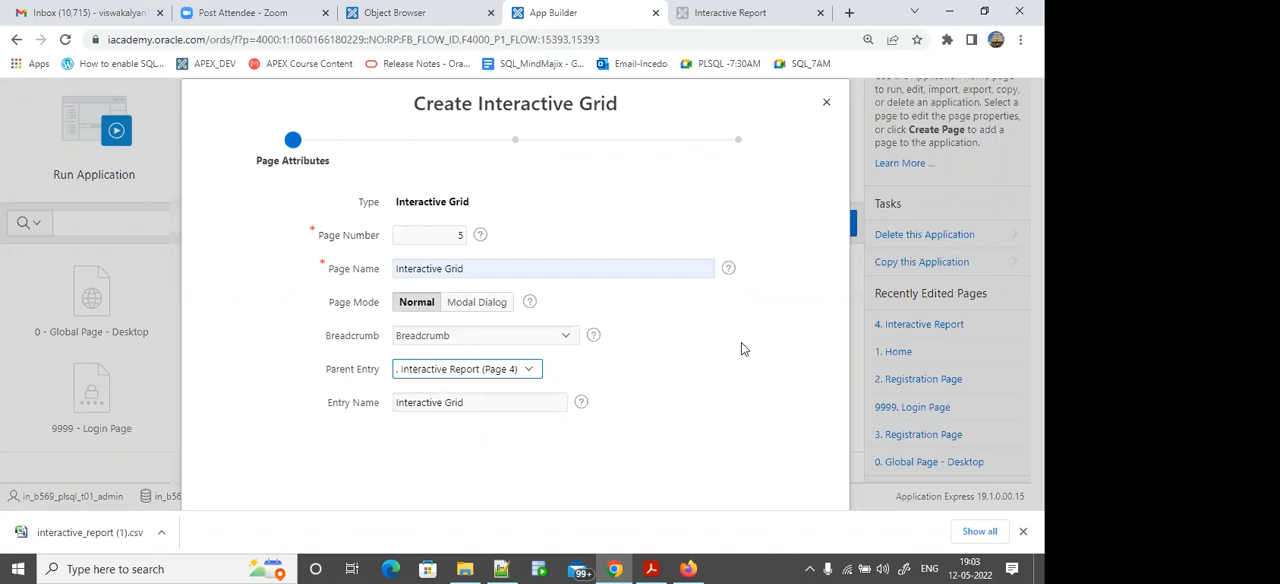 Inbox (10,715) - viswakalyan
Post Attendee - Zoom
Object Browser
App Builder
Interactive Report
iacademy.oracle.com/ords/f?p=4000:1:1060166180229::NO:RP:FB_FLOW_ID.F4000_P1_FLOW:15393,15393
Apps
How to enable SQL...
APEX_DEV
APEX Course Content
Release Notes - Ora...
SQL_MindMajix - G...
Email-Incedo
PLSQL -7:30AM
SQL_7AM
Run Application
0 - Global Page - Desktop
9999 - Login Page
in_b569_plsql_t01_admin
in_b56
Create Interactive Grid
Page Attributes
Type Interactive Grid
* Page Number 5
* Page Name Interactive Grid
Page Mode Normal Modal Dialog
Breadcrumb Breadcrumb
Parent Entry . Interactive Report (Page 4)
Entry Name Interactive Grid
to run, edit, import, export, copy,
or delete an application. Select a
page to edit the page properties,
or click Create Page to add a
page to the application.
Learn More ...
Tasks
Delete this Application
Copy this Application
Recently Edited Pages
4. Interactive Report
1. Home
2. Registration Page
9999. Login Page
3. Registration Page
0. Global Page - Desktop
Application Express 19.1.0.00.15
interactive_report (1).csv
Show all
Type here to search
99+
ENG
19:03
12-05-2022